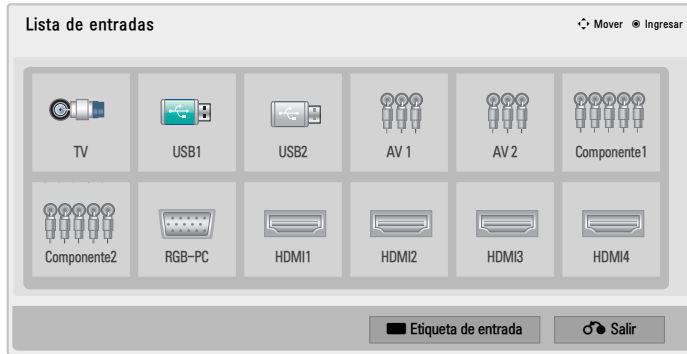 Lista de entradas
Mover Ingresar
TV USB1 USB2 AV 1 AV 2 Componente1
Componente2 RGB-PC HDMI1 HDMI2 HDMI3 HDMI4
Etiqueta de entrada Salir